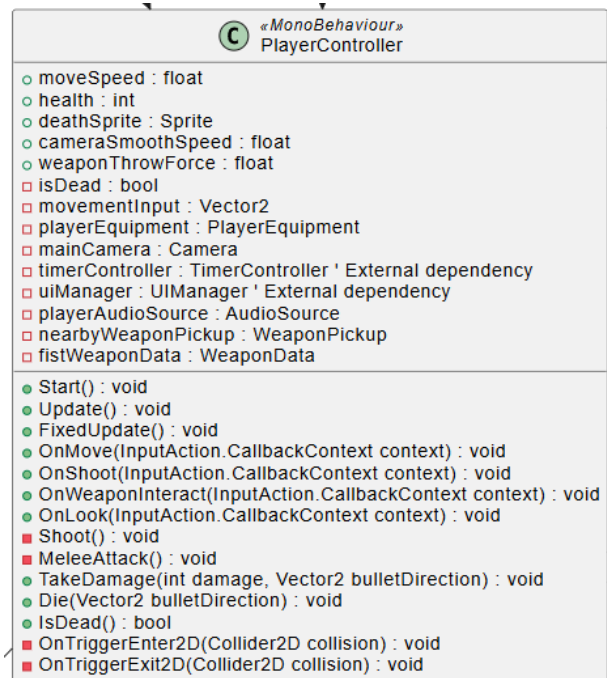 C
«MonoBehaviour»
PlayerController
moveSpeed : float
health : int
deathSprite : Sprite
cameraSmoothSpeed : float
weaponThrowForce : float
isDead : bool
movementInput : Vector2
playerEquipment : PlayerEquipment
mainCamera : Camera
timerController : TimerController ' External dependency
uiManager : UIManager ' External dependency
playerAudioSource : AudioSource
nearbyWeaponPickup : WeaponPickup
fistWeaponData : WeaponData
Start() : void
Update() : void
FixedUpdate() : void
OnMove(InputAction.CallbackContext context) : void
OnShoot(InputAction.CallbackContext context) : void
OnWeaponInteract(InputAction.CallbackContext context) : void
OnLook(InputAction.CallbackContext context) : void
Shoot() : void
MeleeAttack() : void
TakeDamage(int damage, Vector2 bulletDirection) : void
Die(Vector2 bulletDirection) : void
IsDead() : bool
OnTriggerEnter2D(Collider2D collision) : void
OnTriggerExit2D(Collider2D collision) : void